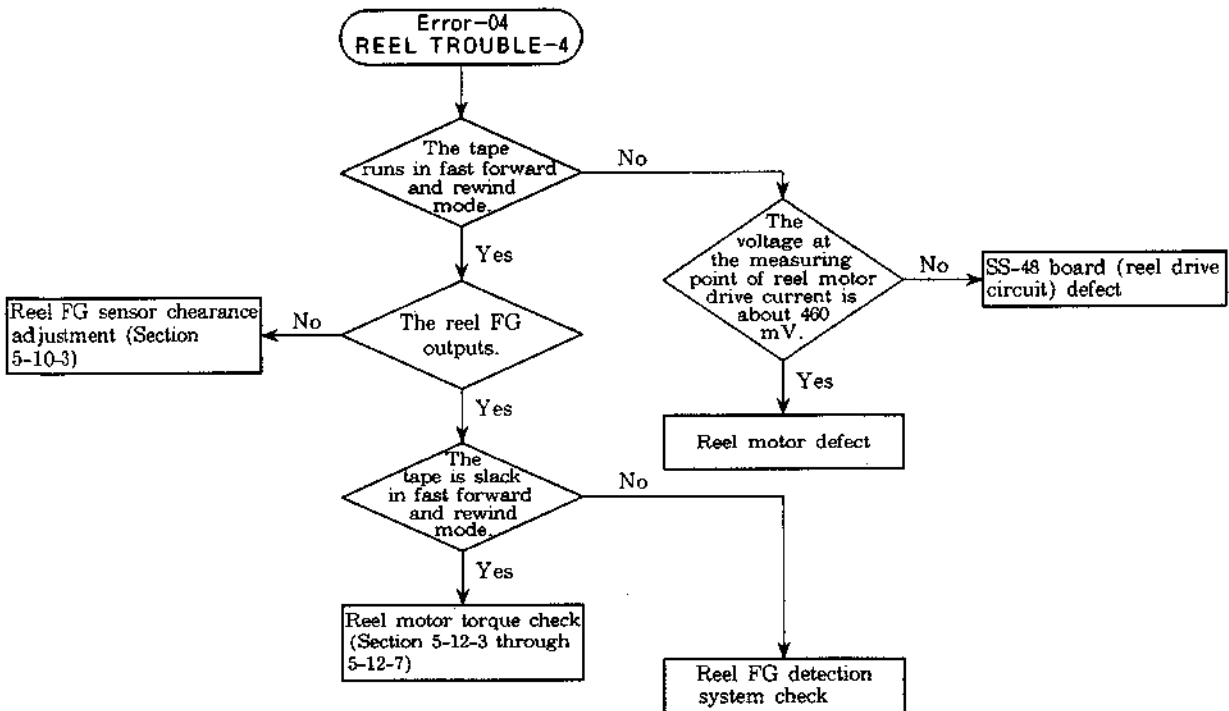 Error-04
REEL TROUBLE-4
The tape
runs in fast forward
and rewind
mode.
No
Yes
The
voltage at
the measuring
point of reel motor
drive current is
about 460
mV.
No
SS-48 board (reel drive
circuit) defect
Yes
Reel motor defect
The reel FG
outputs.
No
Reel FG sensor chearance
adjustment (Section
5-10-3)
Yes
The
tape is slack
in fast forward
and rewind
mode.
No
Yes
Reel motor torque check
(Section 5-12-3 through
5-12-7)
Reel FG detection
system check